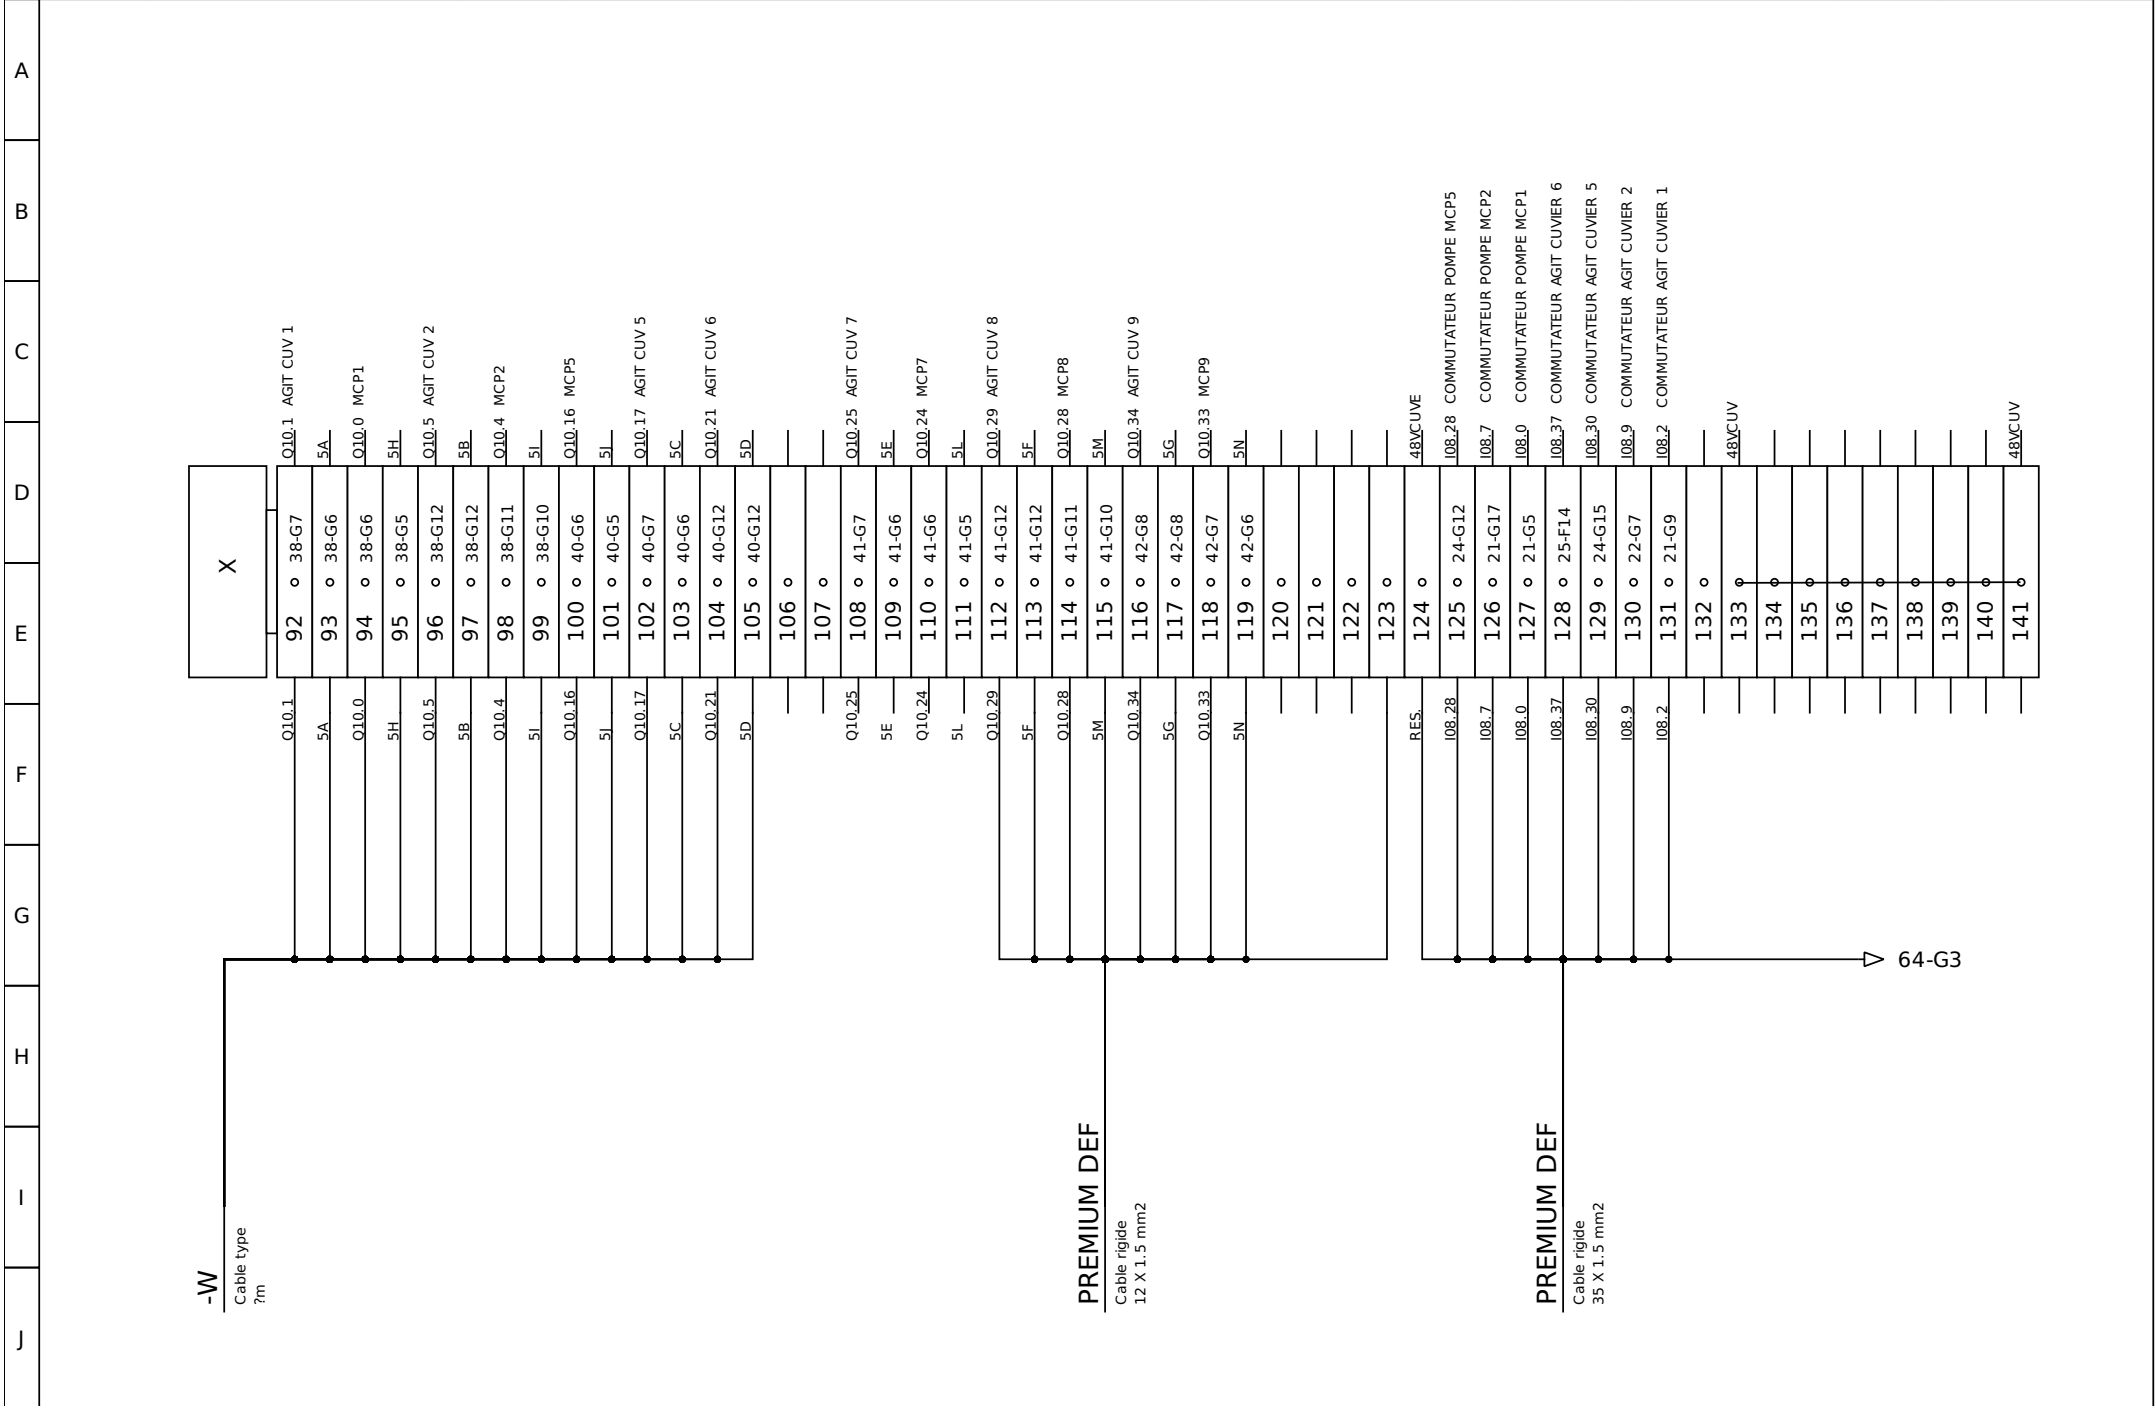 A
B
C
D
E
F
G
H
I
J
Q10.1 AGIT CUV 1
5A
Q10.0 MCP1
5H
Q10.5 AGIT CUV 2
5B
Q10.4 MCP2
5I
Q10.16 MCP5
5J
Q10.17 AGIT CUV 5
5C
Q10.21 AGIT CUV 6
5D
Q10.25 AGIT CUV 7
5E
Q10.24 MCP7
5L
Q10.29 AGIT CUV 8
5F
Q10.28 MCP8
5M
Q10.34 AGIT CUV 9
5G
Q10.33 MCP9
5N
48VCUVE
I08.28 COMMUTATEUR POMPE MCP5
I08.7 COMMUTATEUR POMPE MCP2
I08.0 COMMUTATEUR POMPE MCP1
I08.37 COMMUTATEUR AGIT CUVIER 6
I08.30 COMMUTATEUR AGIT CUVIER 5
I08.9 COMMUTATEUR AGIT CUVIER 2
I08.2 COMMUTATEUR AGIT CUVIER 1
48VCUV
48VCUV
X
92 38-G7
93 38-G6
94 38-G6
95 38-G5
96 38-G12
97 38-G12
98 38-G11
99 38-G10
100 40-G6
101 40-G5
102 40-G7
103 40-G6
104 40-G12
105 40-G12
106
107
108 41-G7
109 41-G6
110 41-G6
111 41-G5
112 41-G12
113 41-G12
114 41-G11
115 41-G10
116 42-G8
117 42-G8
118 42-G7
119 42-G6
120
121
122
123
124
125 24-G12
126 21-G17
127 21-G5
128 25-F14
129 24-G15
130 22-G7
131 21-G9
132
133
134
135
136
137
138
139
140
141
Q10.1
5A
Q10.0
5H
Q10.5
5B
Q10.4
5I
Q10.16
5J
Q10.17
5C
Q10.21
5D
Q10.25
5E
Q10.24
5L
Q10.29
5F
Q10.28
5M
Q10.34
5G
Q10.33
5N
RES.
I08.28
I08.7
I08.0
I08.37
I08.30
I08.9
I08.2
64-G3
-W
Cable type
?m
PREMIUM DEF
Cable rigide
12 X 1.5 mm2
PREMIUM DEF
Cable rigide
35 X 1.5 mm2